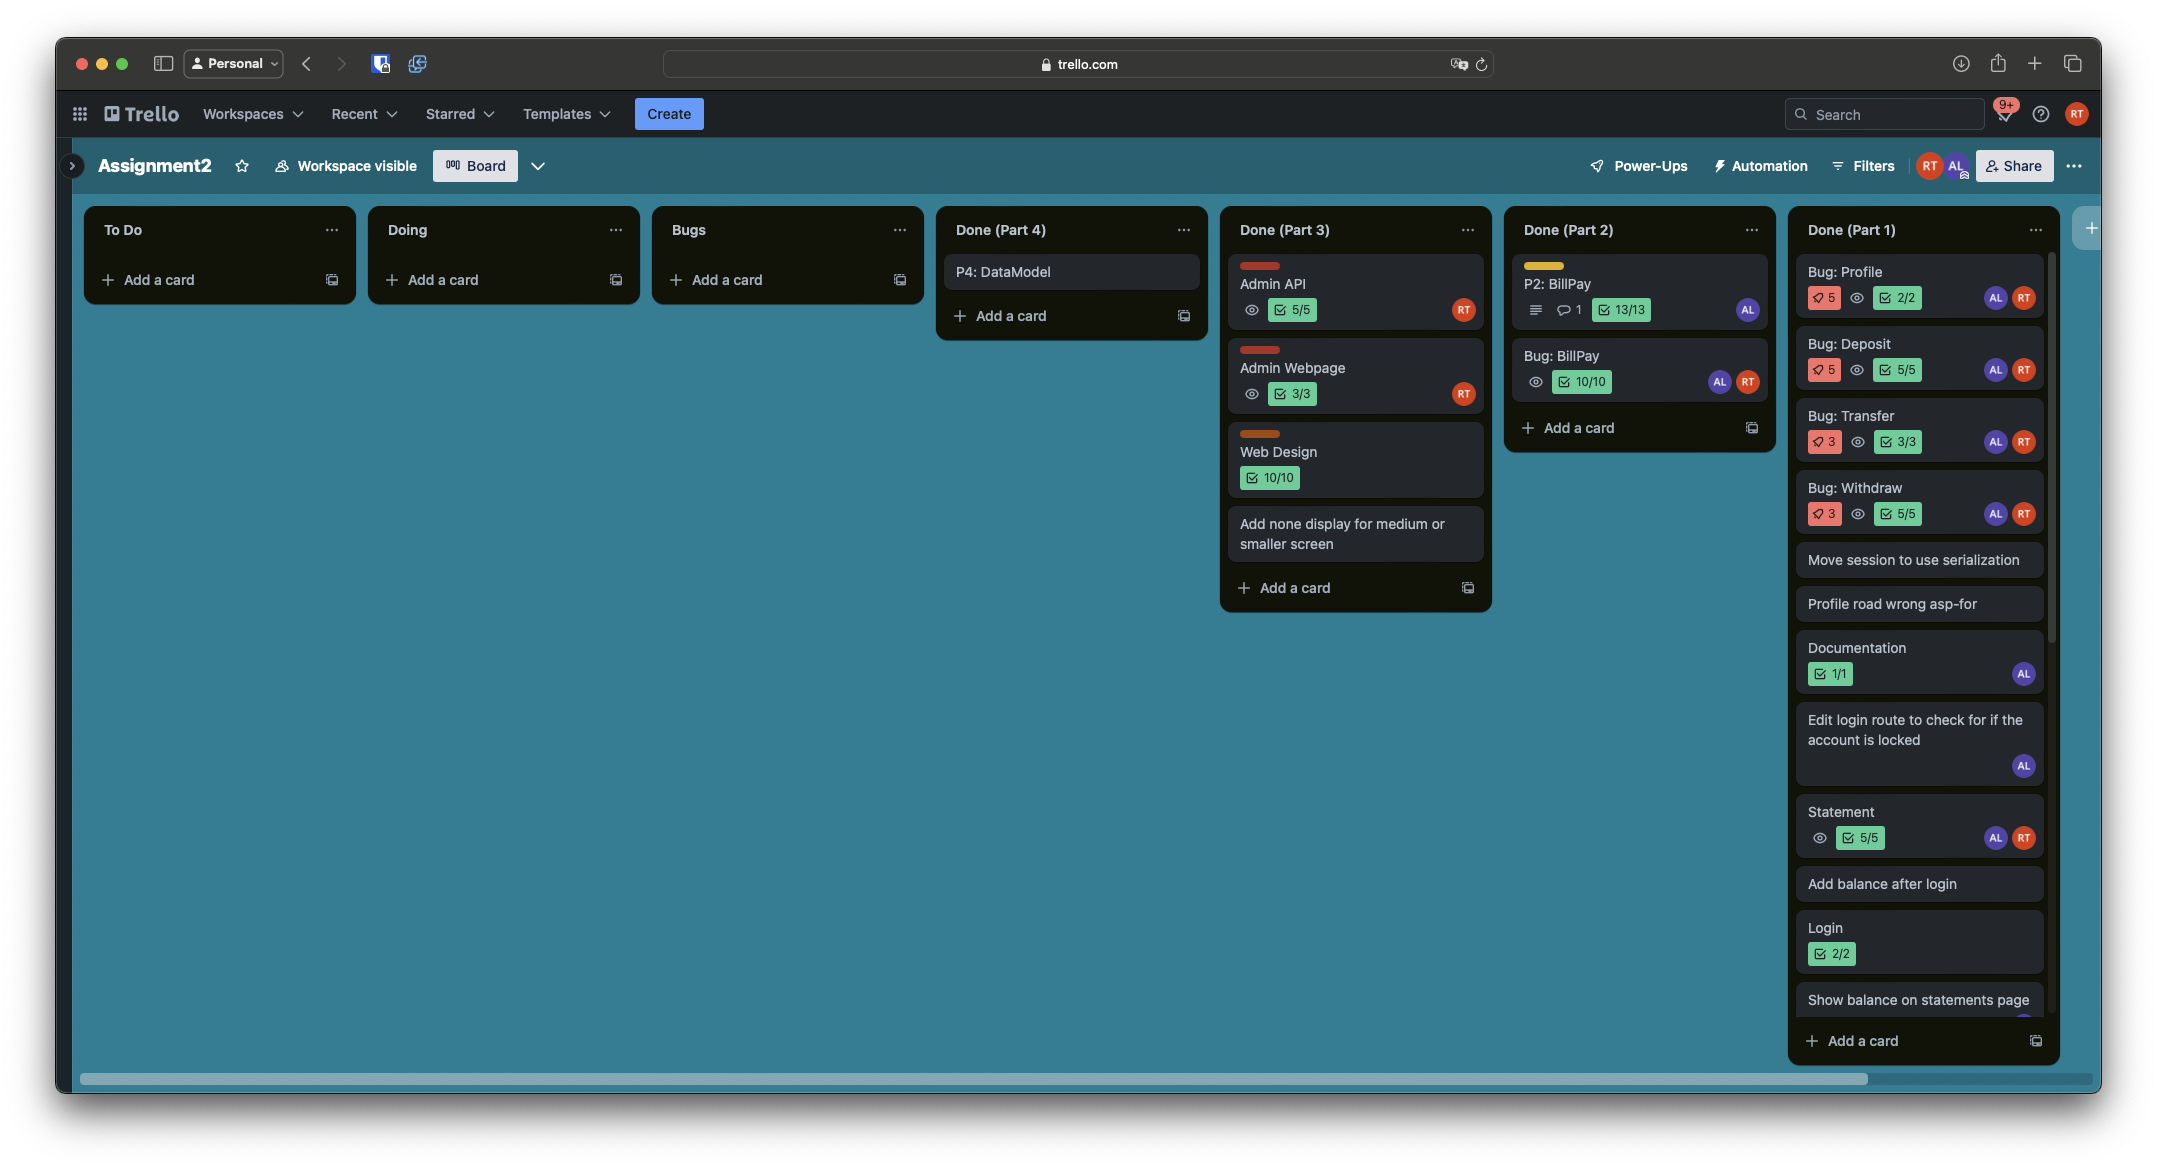 Personal
trello.com
Trello
Workspaces
Recent
Starred
Templates
Create
Search
9+
RT
Assignment2
Workspace visible
Board
Power-Ups
Automation
Filters
RT
AL
Share
To Do
Add a card
Doing
Add a card
Bugs
Add a card
Done (Part 4)
P4: DataModel
Add a card
Done (Part 3)
Admin API
5/5
RT
Admin Webpage
3/3
RT
Web Design
10/10
Add none display for medium or
smaller screen
Add a card
Done (Part 2)
P2: BillPay
1
13/13
AL
Bug: BillPay
10/10
AL
RT
Add a card
Done (Part 1)
Bug: Profile
5
2/2
AL
RT
Bug: Deposit
5
5/5
AL
RT
Bug: Transfer
3
3/3
AL
RT
Bug: Withdraw
3
5/5
AL
RT
Move session to use serialization
Profile road wrong asp-for
Documentation
1/1
AL
Edit login route to check for if the
account is locked
AL
Statement
5/5
AL
RT
Add balance after login
Login
2/2
Show balance on statements page
Add a card